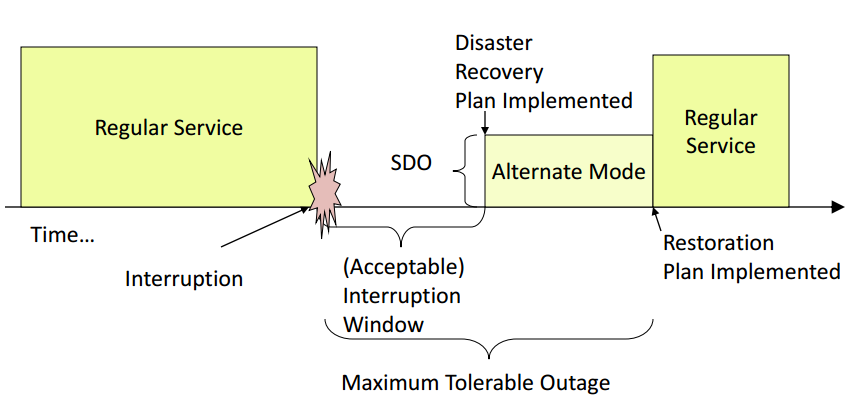 Disaster
Recovery
Plan Implemented
Regular Service
Regular
Service
SDO
Alternate Mode
Time...
Interruption
(Acceptable)
Interruption
Window
Restoration
Plan Implemented
Maximum Tolerable Outage